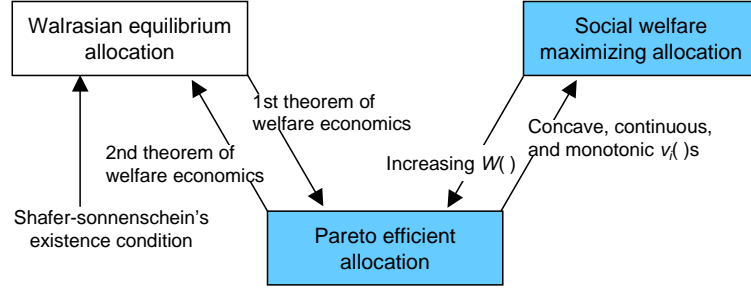 Walrasian equilibrium
allocation
Social welfare
maximizing allocation
1st theorem of
welfare economics
2nd theorem of
welfare economics
Increasing W( )
Concave, continuous,
and monotonic vi( )s
Shafer-sonnenschein's
existence condition
Pareto efficient
allocation